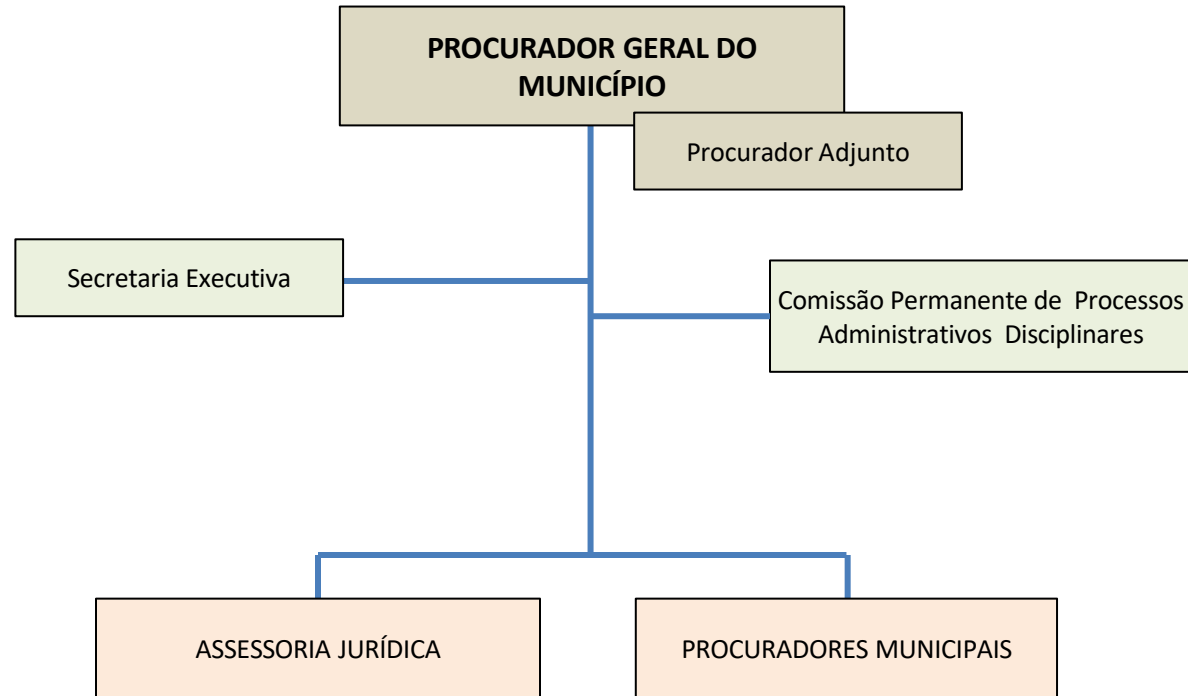 PROCURADOR GERAL DO
MUNICÍPIO
Procurador Adjunto
Secretaria Executiva
Comissão Permanente de Processos
Administrativos Disciplinares
ASSESSORIA JURÍDICA
PROCURADORES MUNICIPAIS